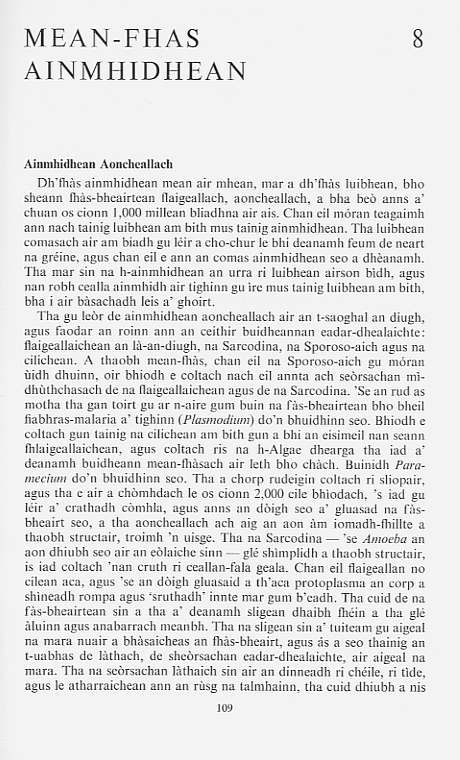 MEAN-FHAS
8
AINMHIDHEAN
Ainmhidhean Aoncheallach
Dh'fhàs ainmhidhean mean air mhean, mar a dh'fhàs luibhean, bho
sheann fhàs-bheairtean flaigeallach, aoncheallach, a bha beò anns a'
chuan os cionn 1,000 millean bliadhna air ais. Chan eil móran teagaimh
ann nach tainig luibhean am bith mus tainig ainmhidhean. Tha luibhean
comasach air am biadh gu léir a cho-chur le bhi deanamh feum de neart
na gréine, agus chan eil e ann an comas ainmhidhean seo a dhèanamh.
Tha mar sin na h-ainmhidhean an urra ri luibhean airson bìdh, agus
nan robh cealla ainmhidh air tighinn gu ìre mus tainig luibhean am bith,
bha i air bàsachadh leis a' ghoirt.
Tha gu leòr de ainmhidhean aoncheallach air an t-saoghal an diugh,
agus faodar an roinn ann an ceithir buidheannan eadar-dhealaichte:
flaigeallaichean an là-an-diugh, na Sarcodina, na Sporoso-aich agus na
cilichean. A thaobh mean-fhàs, chan eil na Sporoso-aich gu móran
ùidh dhuinn, oir bhiodh e coltach nach eil annta ach seòrsachan mì-
dhùthchasach de na flaigeallaichean agus de na Sarcodina. 'Se an rud as
motha tha gan toirt gu ar n-aire gum buin na fàs-bheairtean bho bheil
fiabhras-malaria a' tighinn (Plasmodium) do'n bhuidhinn seo. Bhiodh e
coltach gun tainig na cilichean am bith gun a bhi an eisimeil nan seann
fhlaigeallaichean, agus coltach ris na h-Algae dhearga tha iad a'
deanamh buidheann mean-fhàsach air leth bho chàch. Buinidh Para-
mecium do'n bhuidhinn seo. Tha a chorp rudeigin coltach ri sliopair,
agus tha e air a chòmhdach le os cionn 2,000 cile bhìodach, 's iad gu
léir a' crathadh còmhla, agus anns an dòigh seo a' gluasad na fàs-
bheairt seo, a tha aoncheallach ach aig an aon àm iomadh-fhillte a
thaobh structair, troimh 'n uisge. Tha na Sarcodina — 'se Amoeba an
aon dhiubh seo air an eòlaiche sinn — glé shìmplidh a thaobh structair,
is iad coltach 'nan cruth ri ceallan-fala geala. Chan eil flaigeallan no
cilean aca, agus 'se an dòigh gluasaid a th'aca protoplasma an corp a
shìneadh rompa agus 'sruthadh' innte mar gum b'eadh. Tha cuid de na
fàs-bheairtean sin a tha a' deanamh sligean dhaibh fhéin a tha glé
àluinn agus anabarrach meanbh. Tha na sligean sin a' tuiteam gu aigeal
na mara nuair a bhàsaicheas an fhàs-bheairt, agus ás a seo thainig an
t-uabhas de làthach, de sheòrsachan eadar-dhealaichte, air aigeal na
mara. Tha na seòrsachan làthaich sin air an dinneadh ri chéile, ri tìde,
agus le atharraichean ann an rùsg na talmhainn, tha cuid dhiubh a nis
109